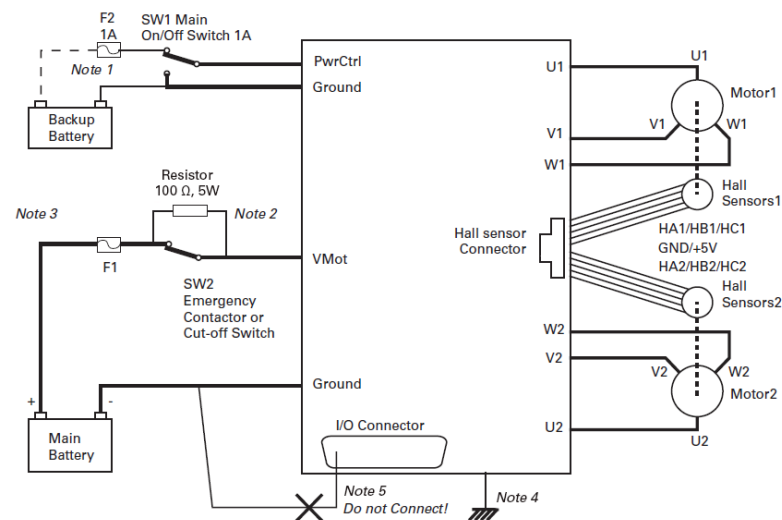 F2
1A
SW1 Main
On/Off Switch 1A
Note 1
Backup
Battery
PwrCtrl
Ground
Resistor
100 Ω, 5W
Note 3
Note 2
F1
VMot
SW2
Emergency
Contactor or
Cut-off Switch
Ground
+
-
Main
Battery
I/O Connector
Note 5
Do not Connect!
Note 4
U1
U1
Motor1
V1
V1
W1
W1
Hall
Sensors1
Hall sensor
Connector
HA1/HB1/HC1
GND/+5V
HA2/HB2/HC2
Hall
Sensors2
W2
V2
V2
W2
Motor2
U2
U2